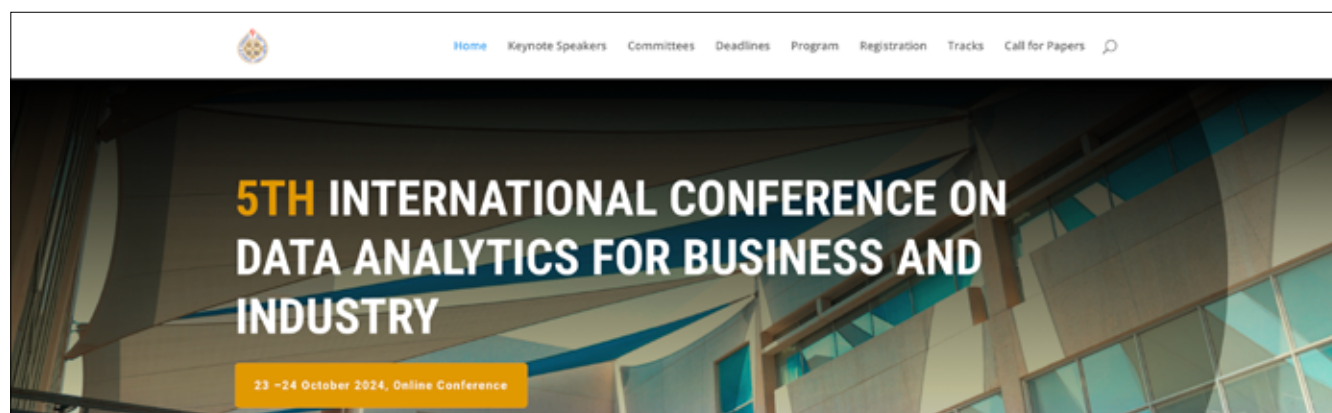 Home Keynote Speakers Committees Deadlines Program Registration Tracks Call for Papers
5TH INTERNATIONAL CONFERENCE ON
DATA ANALYTICS FOR BUSINESS AND
INDUSTRY
23 –24 October 2024, Online Conference